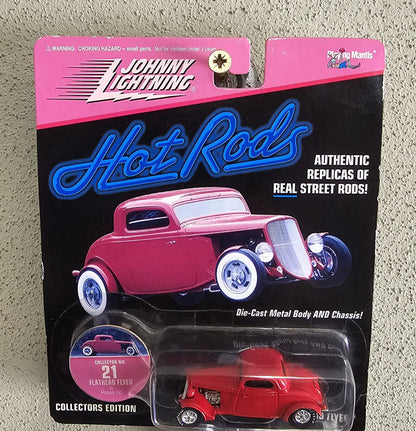 ⚠ WARNING: CHOKING HAZARD — small parts. Not for children under 3 years.
JOHNNY
LIGHTNING
Playing Mantis®
Hot Rods
AUTHENTIC
REPLICAS OF
REAL STREET RODS!
Die-Cast Metal Body AND Chassis!
COLLECTOR NO.
21
FLATHEAD FLYER
COLLECTORS EDITION
FLYER